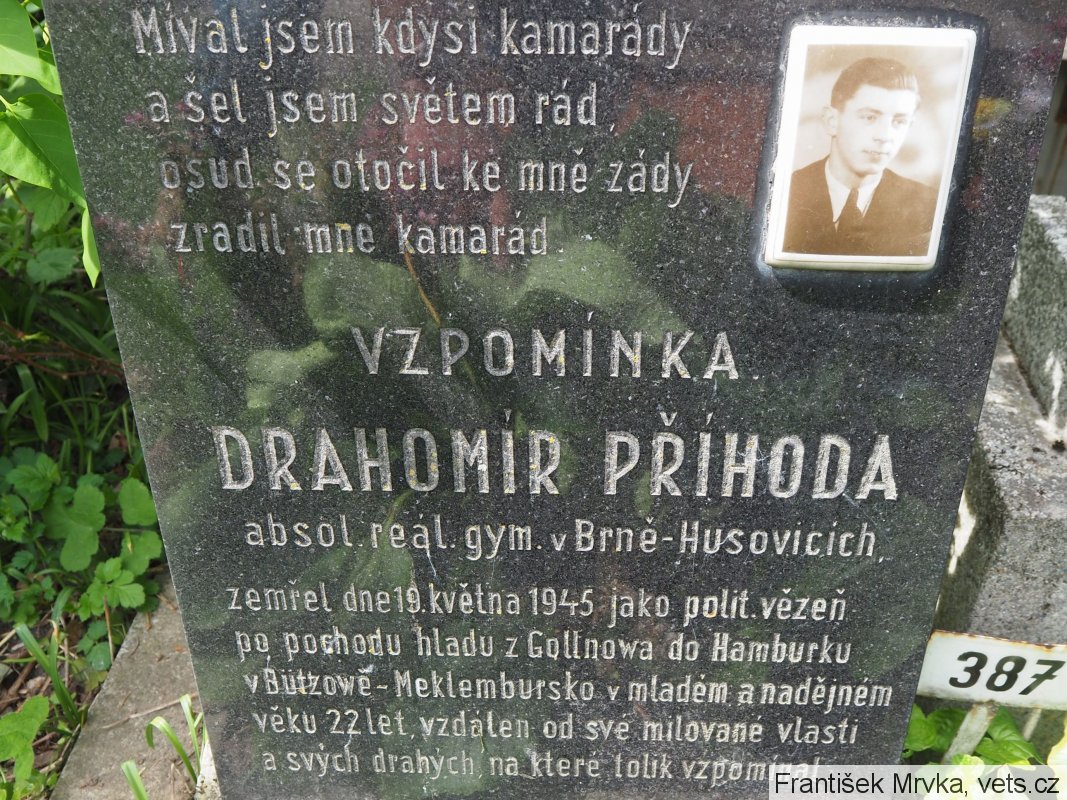 Míval jsem kdysi kamarády
a šel jsem světem rád,
osud se otočil ke mně zády
zradil mne kamarád.
VZPOMÍNKA.
DRAHOMÍR PŘÍHODA
absol. reál. gym. v Brně-Husovicích,
zemřel dne 19. května 1945 jako polit. vězeň
po pochodu hladu z Gollnowa do Hamburku
v Bützowě-Meklembursko v mladém a nadějném
věku 22 let, vzdálen od své milované vlasti
a svých drahých, na které tolik vzpomínal.
387
František Mrvka, vets.cz